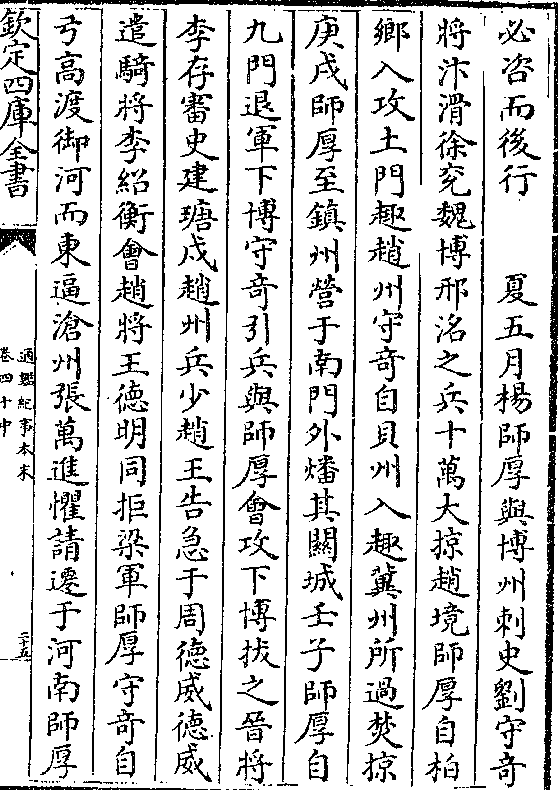 必咨而後行　夏五月楊師厚與博州刺史劉守竒
將汴滑徐兖魏博邢洺之兵十萬大掠趙境師厚自柏
鄉入攻土門趣趙州守竒自貝州入趣冀州所過焚掠
庚戌師厚至鎮州營于南門外燔其關城壬子師厚自
九門退軍下博守竒引兵與師厚會攻下博拔之晉將
李存審史建瑭戍趙州兵少趙王告急于周德威德威
遣騎將李紹衡會趙將王德明同拒梁軍師厚守竒自
弓高渡御河而東逼滄州張萬進懼請遷于河南師厚
欽定四庫全書
通鑑紀事本末
卷四十中
二十五